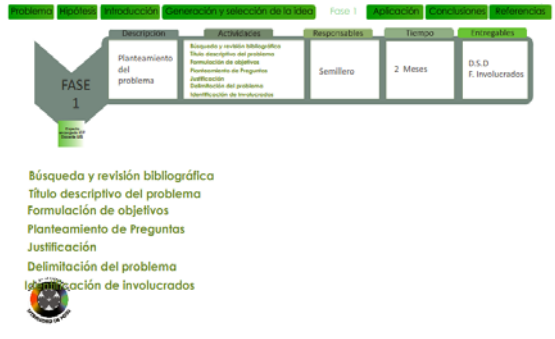 Problema Hipótesis Introducción Generación y selección de la idea Fase 1 Aplicación Conclusiones Referencias
Descripción Actividades Responsables Tiempo Entregables
FASE
1
Planteamiento
del
problema
Búsqueda y revisión bibliográfica
Título descriptivo del problema
Formulación de objetivos
Planteamiento de Preguntas
Justificación
Delimitación del problema
Identificación de involucrados
Semillero
2 Meses
D.S.D
F. Involucrados
Búsqueda y revisión bibliográfica
Título descriptivo del problema
Formulación de objetivos
Planteamiento de Preguntas
Justificación
Delimitación del problema
Identificación de involucrados